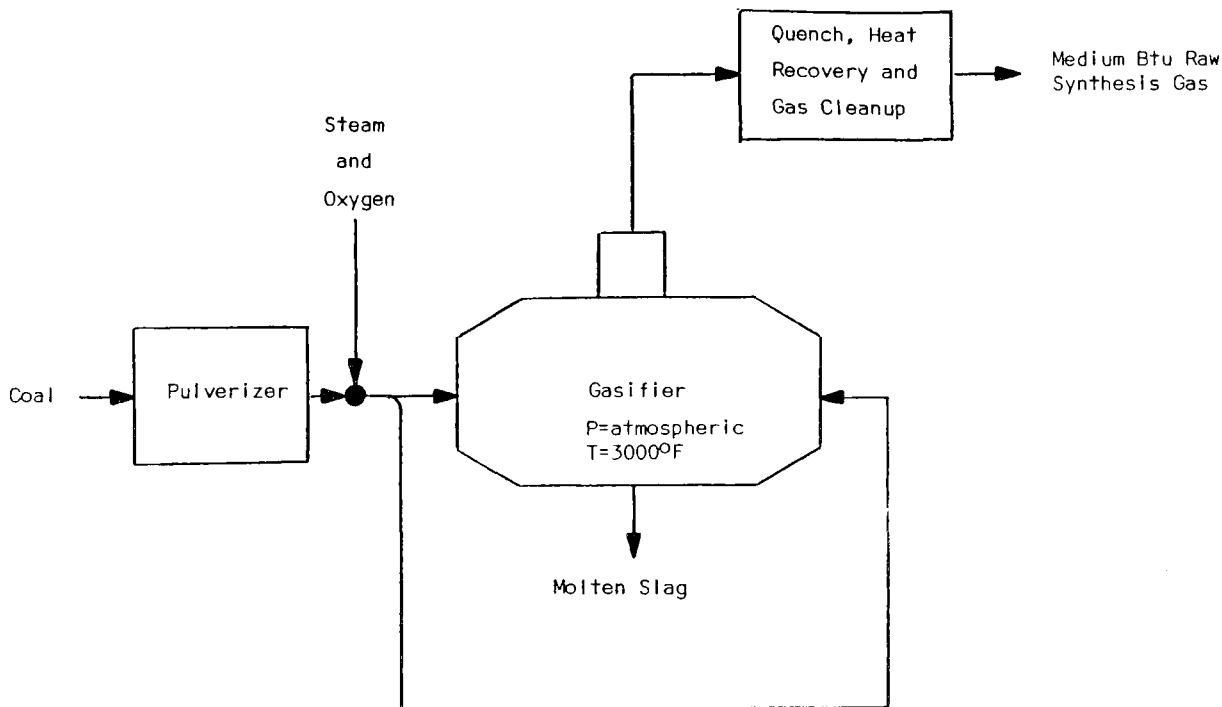 Quench, Heat
Recovery and
Gas Cleanup
Medium Btu Raw
Synthesis Gas
Steam
and
Oxygen
Coal
Pulverizer
Gasifier
P=atmospheric
T=3000°F
Molten Slag